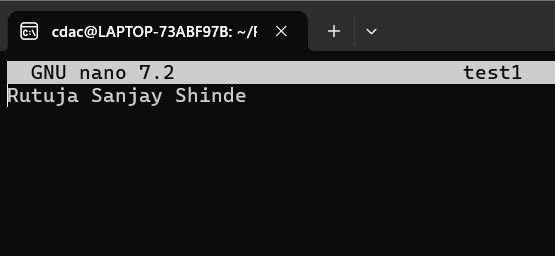 cdac@LAPTOP-73ABF97B: ~/
GNU nano 7.2 test1
Rutuja Sanjay Shinde